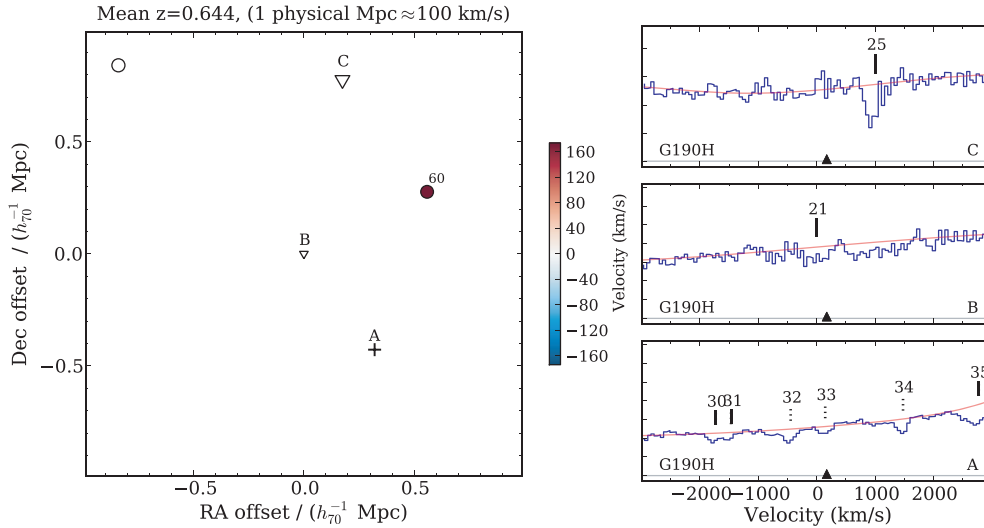 Mean z=0.644, (1 physical Mpc≈100 km/s)
C
60
B
A
0.5
0.0
−0.5
−0.5
0.0
0.5
Dec offset / (h₇₀⁻¹ Mpc)
RA offset / (h₇₀⁻¹ Mpc)
160
120
80
40
0
−40
−80
−120
−160
Velocity (km/s)
25
G190H
C
21
G190H
B
30
31
32
33
34
35
G190H
A
−2000
−1000
0
1000
2000
Velocity (km/s)